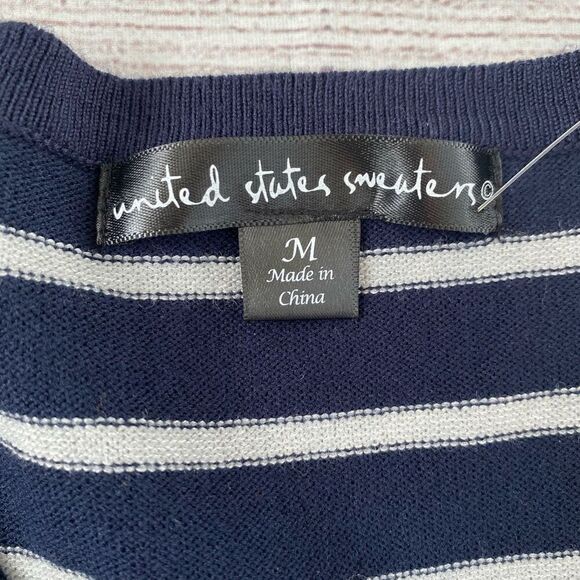 united states sweaters©
M
Made in
China